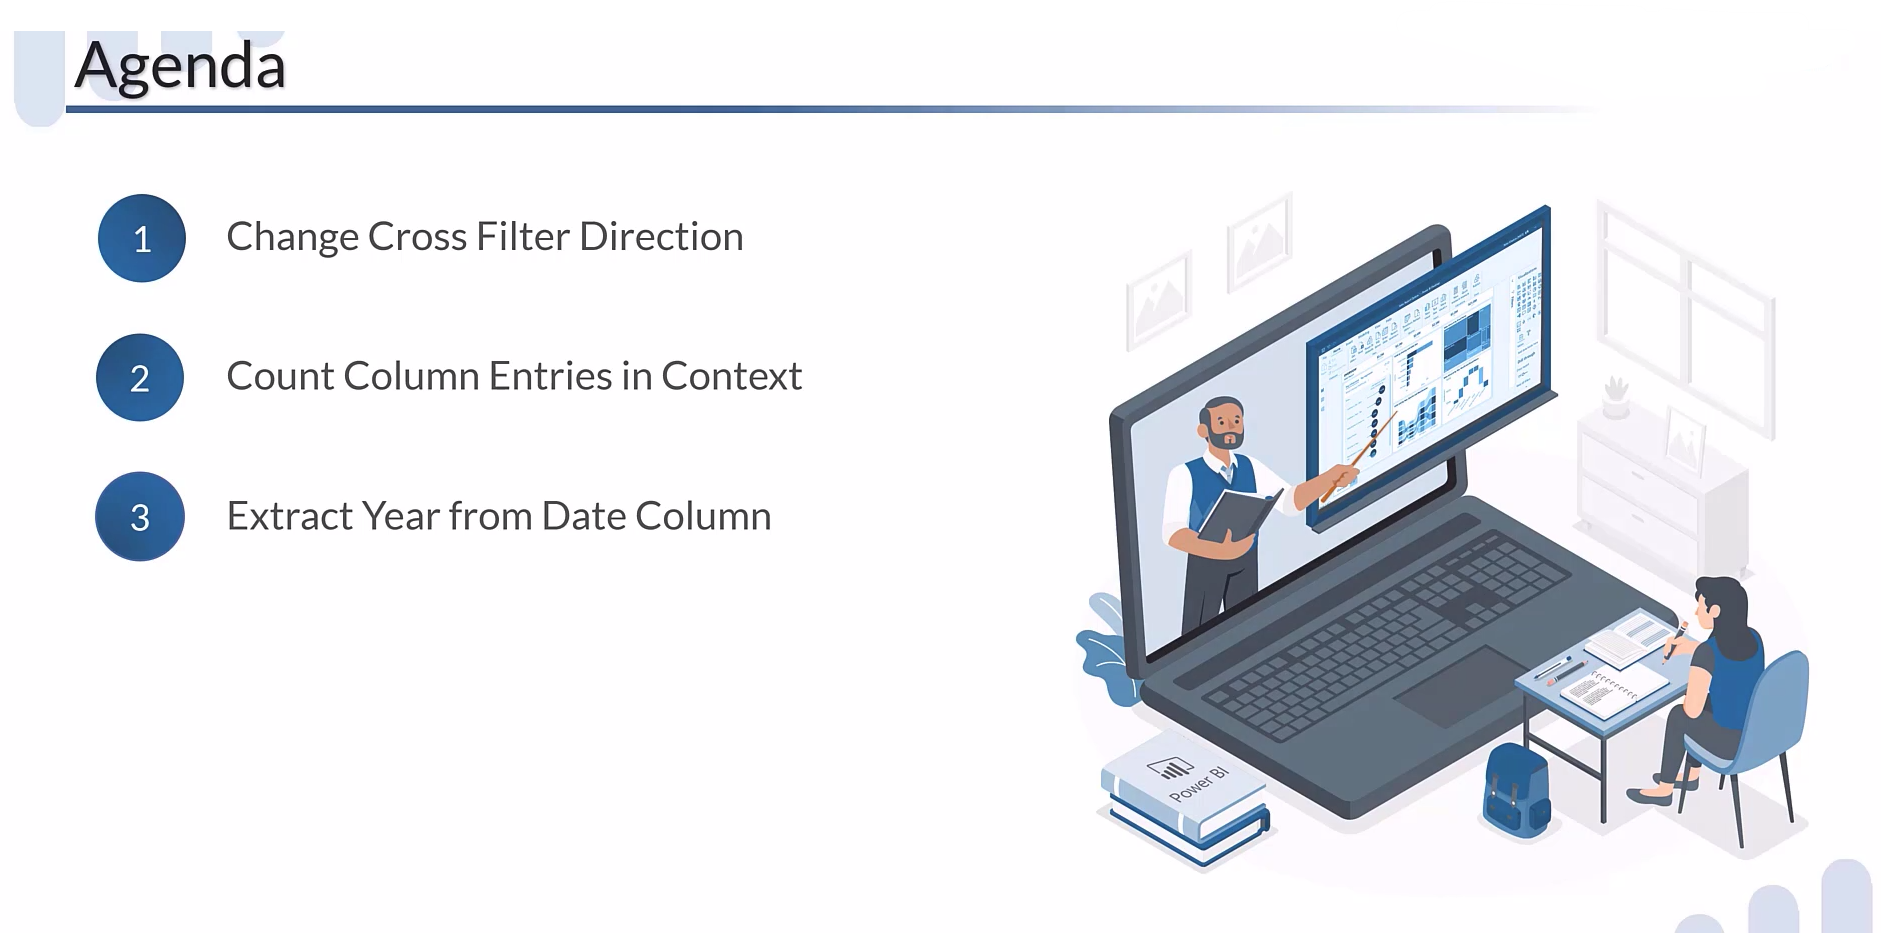 Agenda
1 Change Cross Filter Direction
2 Count Column Entries in Context
3 Extract Year from Date Column
Power BI